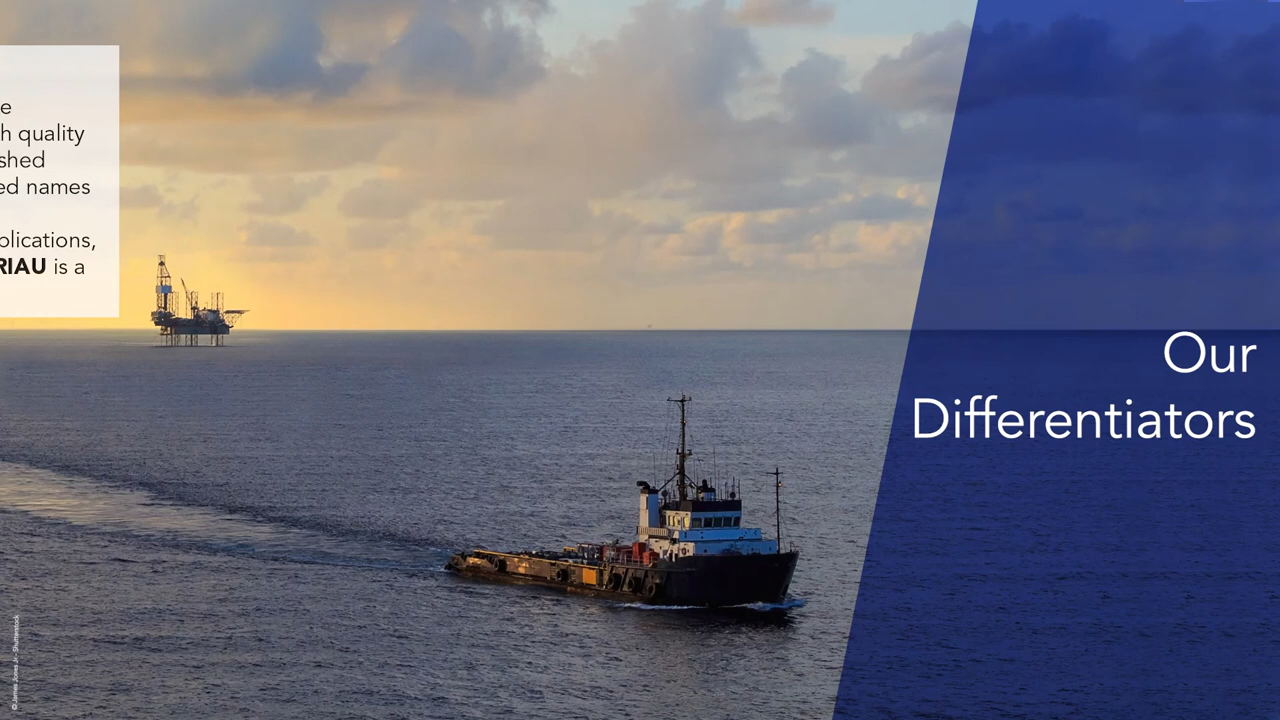 e
h quality
shed
ed names
plications,
RIAU is a
Our
Differentiators